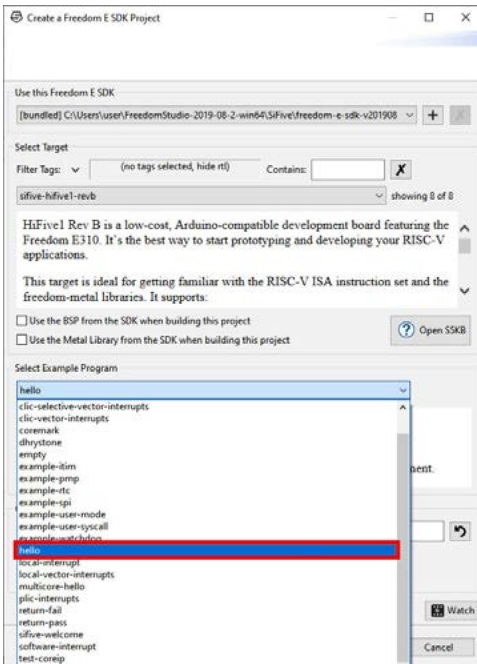 Create a Freedom E SDK Project
Use this Freedom E SDK
[bundled] C:\Users\user\FreedomStudio-2019-08-2-win64\SiFive\freedom-e-sdk-v201908
Select Target
Filter Tags: (no tags selected, hide rtl) Contains:
sifive-hifive1-revb showing 8 of 8
HiFive1 Rev B is a low-cost, Arduino-compatible development board featuring the
Freedom E310. It's the best way to start prototyping and developing your RISC-V
applications.
This target is ideal for getting familiar with the RISC-V ISA instruction set and the
freedom-metal libraries. It supports:
Use the BSP from the SDK when building this project
Use the Metal Library from the SDK when building this project
Open SSKB
Select Example Program
hello
clic-selective-vector-interrupts
clic-vector-interrupts
coremark
dhrystone
empty
example-itim
example-pmp
example-rtc
example-spi
example-user-mode
example-user-syscall
example-watchdog
hello
local-interrupt
local-vector-interrupts
multicore-hello
plic-interrupts
return-fail
return-pass
sifive-welcome
software-interrupt
test-coreip
Watch
Cancel